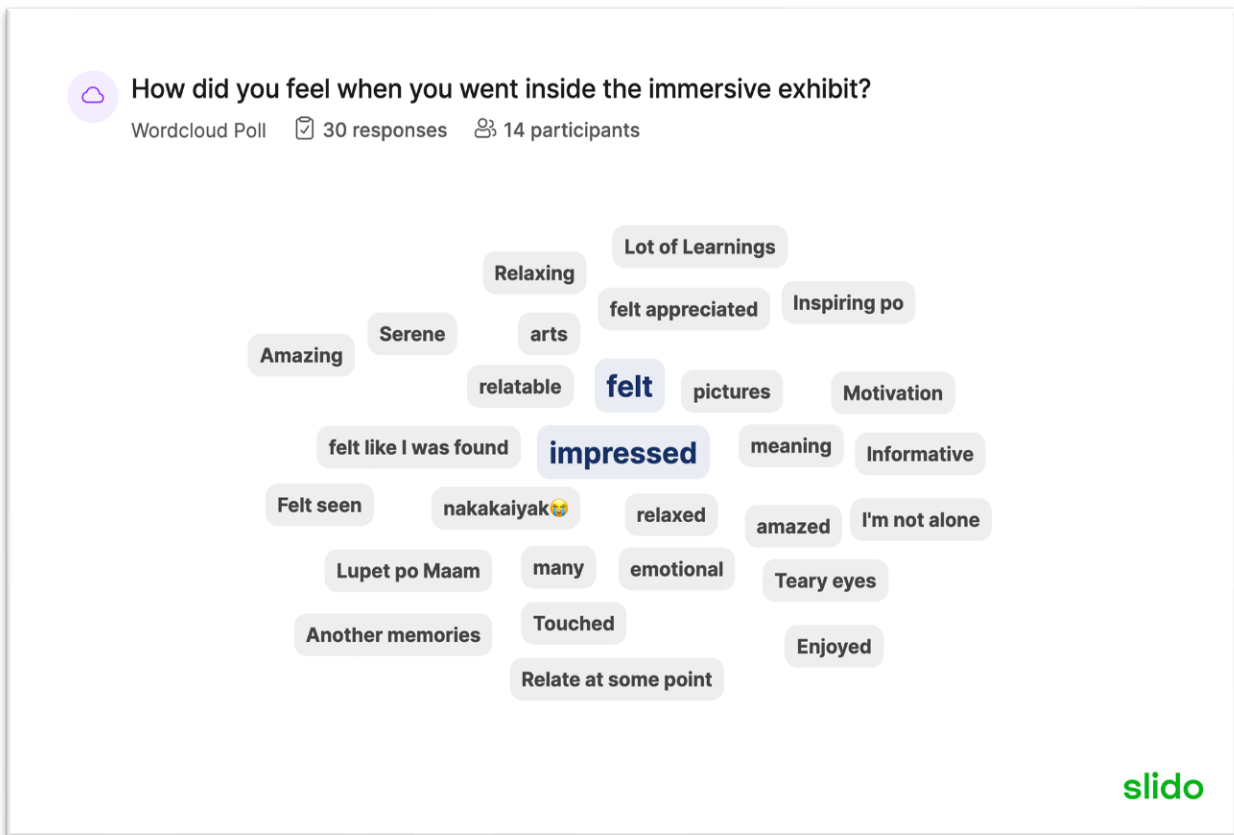 How did you feel when you went inside the immersive exhibit?
Wordcloud Poll 30 responses 14 participants
Lot of Learnings
Relaxing
felt appreciated
Inspiring po
Serene
arts
Amazing
relatable
felt
pictures
Motivation
felt like I was found
impressed
meaning
Informative
Felt seen
nakakaiyak😭
relaxed
amazed
I'm not alone
Lupet po Maam
many
emotional
Teary eyes
Another memories
Touched
Enjoyed
Relate at some point
slido